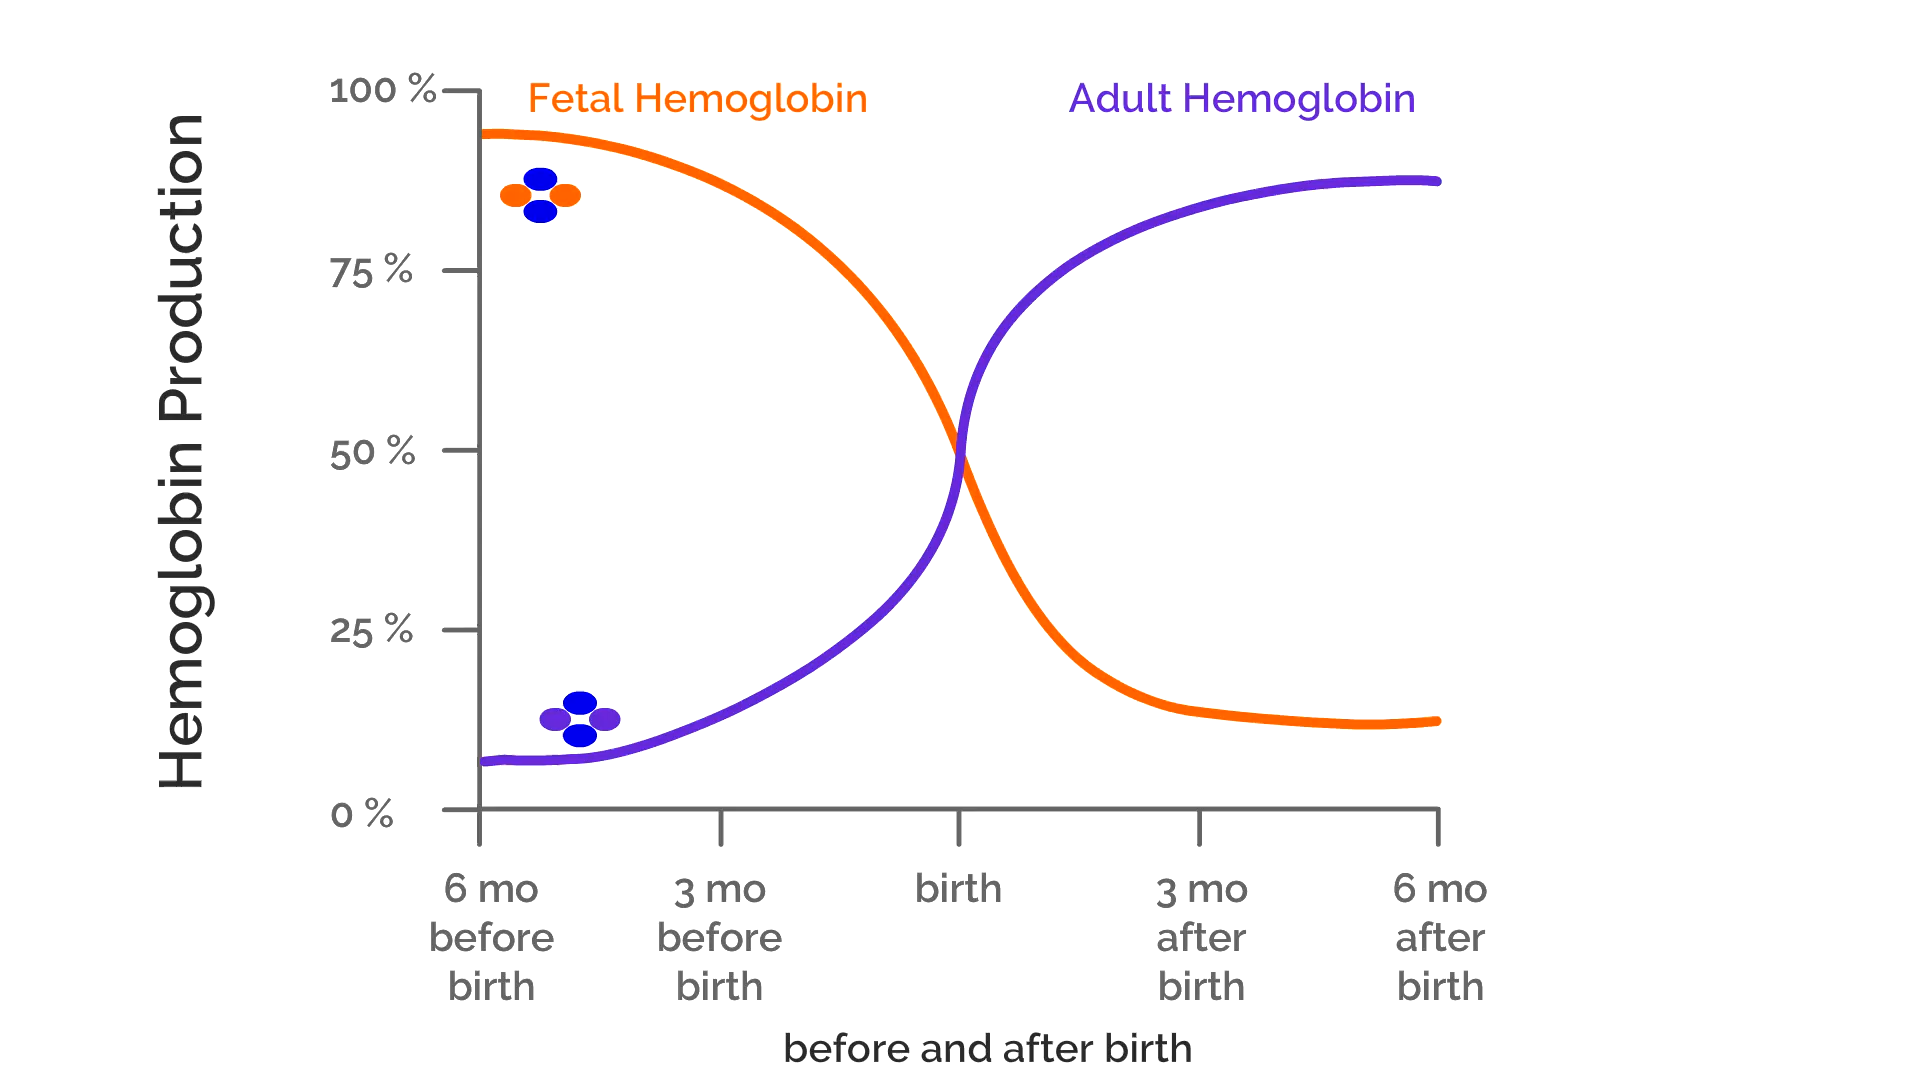 Fetal Hemoglobin
Adult Hemoglobin
Hemoglobin Production
100 %
75 %
50 %
25 %
0 %
6 mo
before
birth
3 mo
before
birth
birth
3 mo
after
birth
6 mo
after
birth
before and after birth